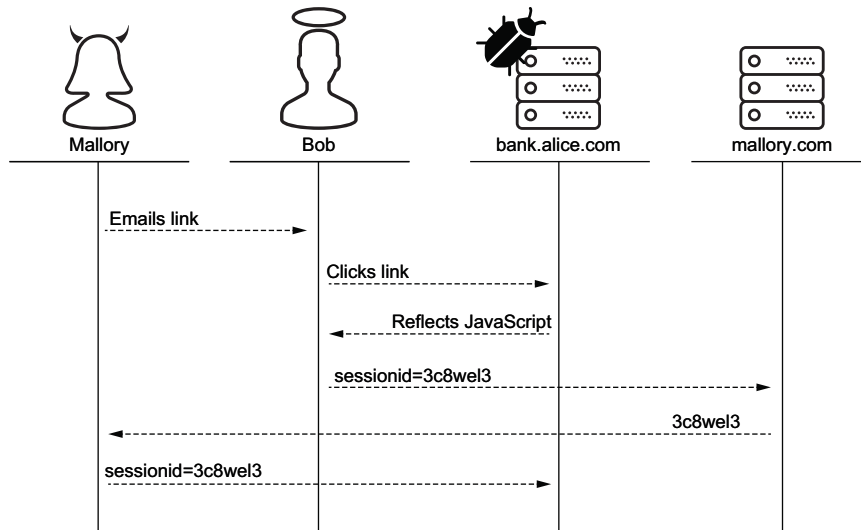 Mallory
Bob
bank.alice.com
mallory.com
Emails link
Clicks link
Reflects JavaScript
sessionid=3c8wel3
3c8wel3
sessionid=3c8wel3